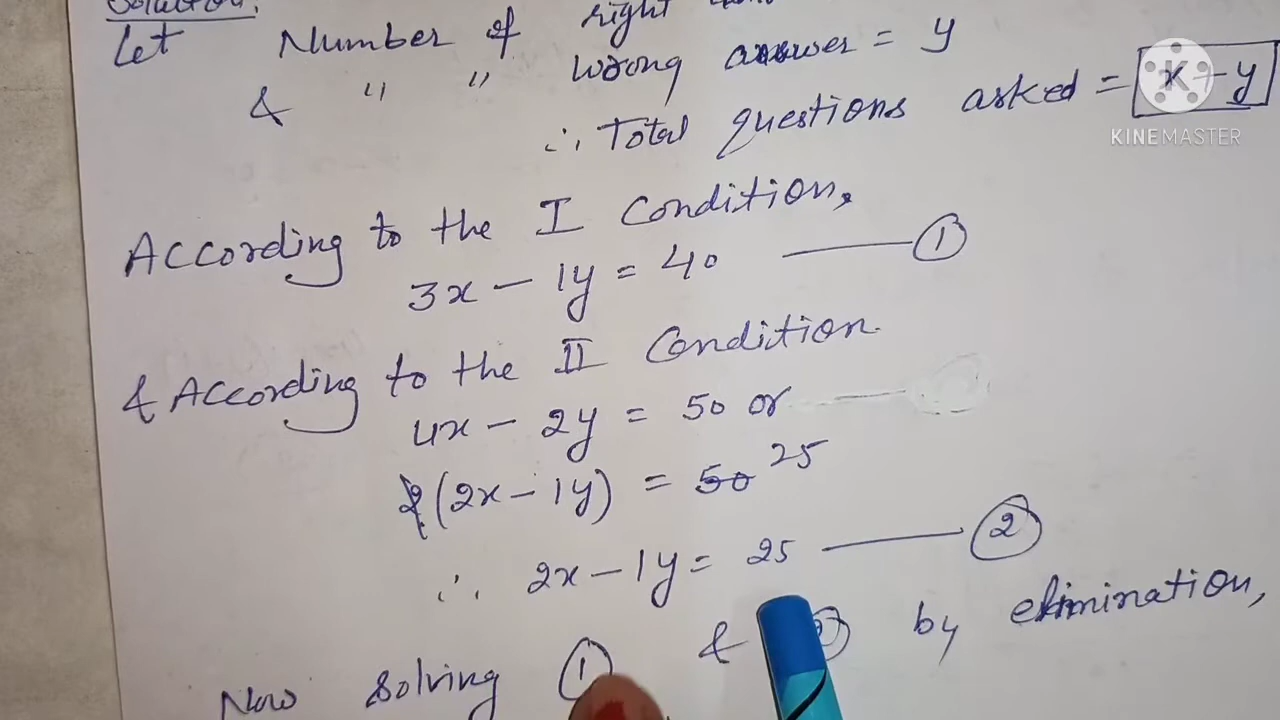 Solution:
Let Number of right
& " " wrong answer = y
∴ Total questions asked = x + y
KINEMASTER
According to the I Condition,
3x - 1y = 40 ——— ①
& According to the II Condition.
4x - 2y = 50 or
2(2x - 1y) = 50 25
∴ 2x - 1y = 25 ——— ②
Now solving ① & ② by elimination,